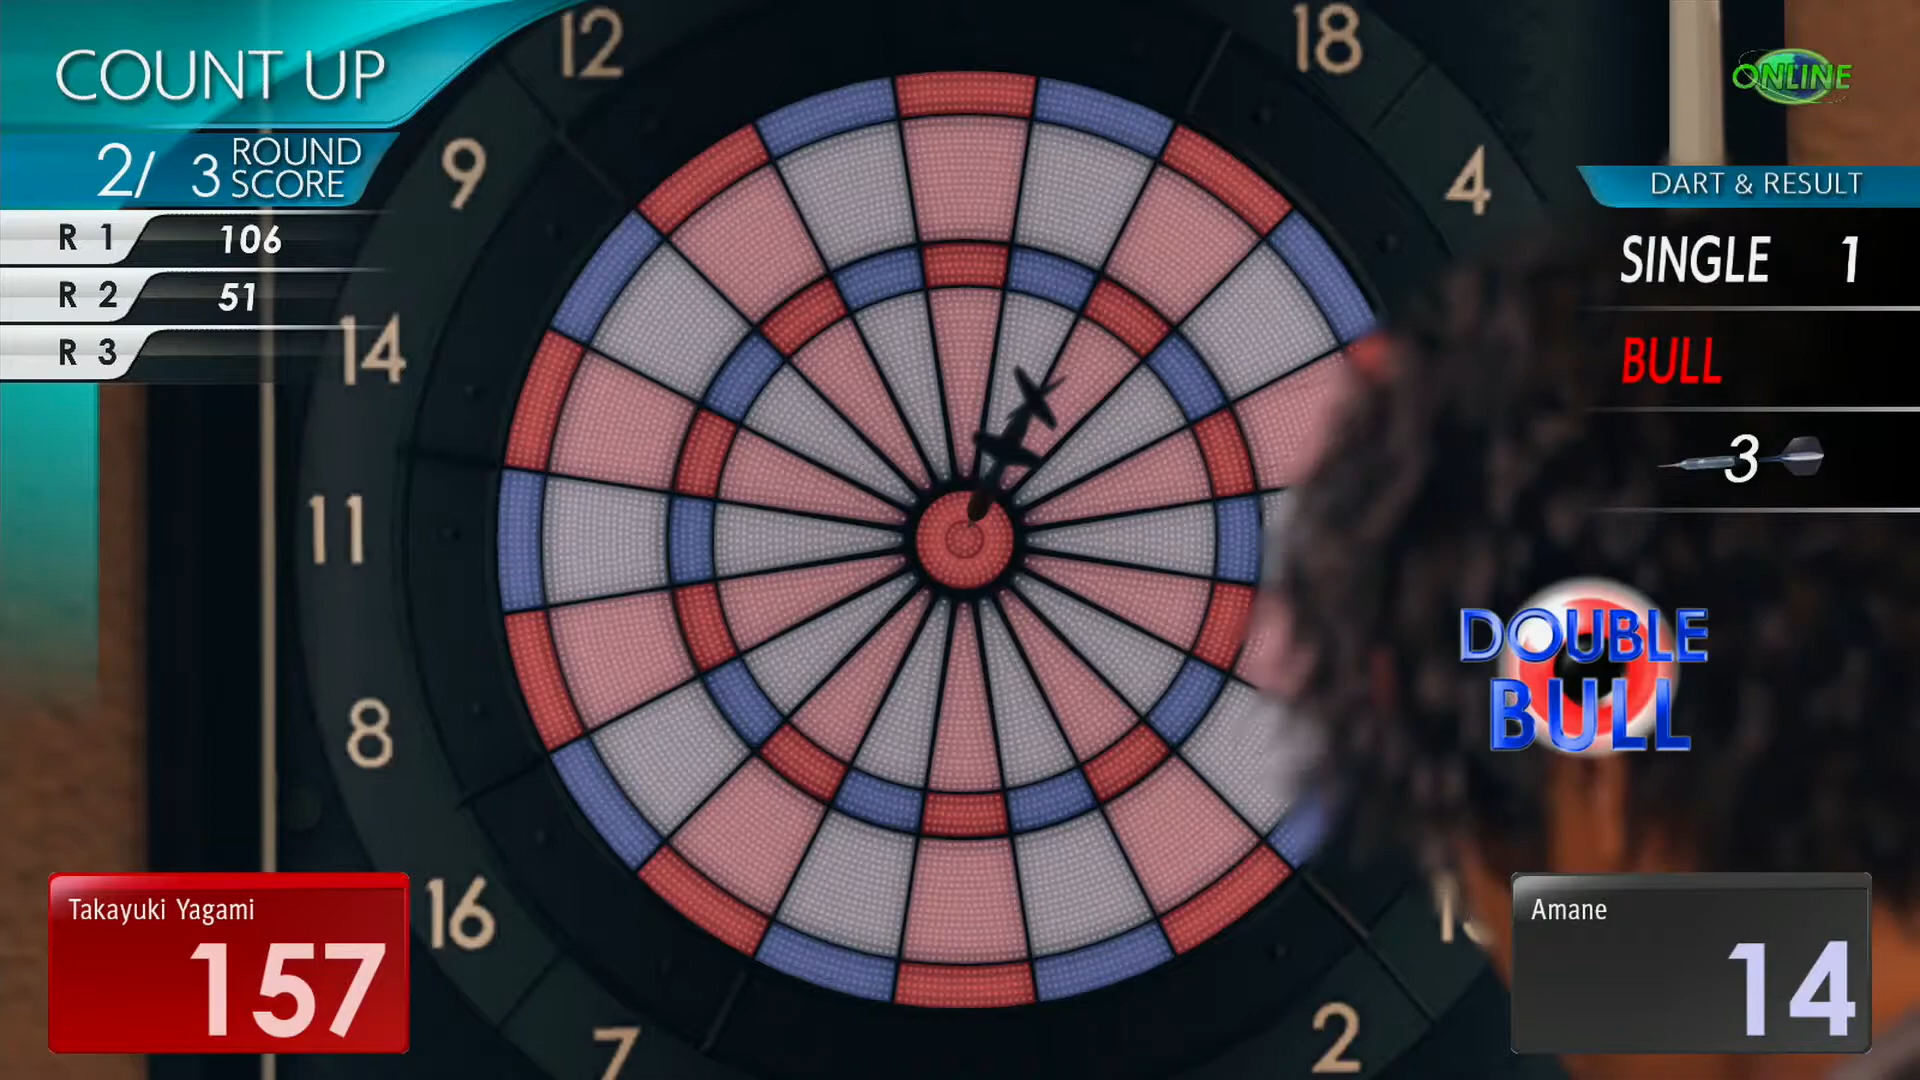 COUNT UP
2/ 3 ROUND SCORE
R 1 106
R 2 51
R 3
ONLINE
DART & RESULT
SINGLE 1
BULL
3
DOUBLE
BULL
12
18
9
4
14
11
8
16
7
2
Takayuki Yagami
157
Amane
14